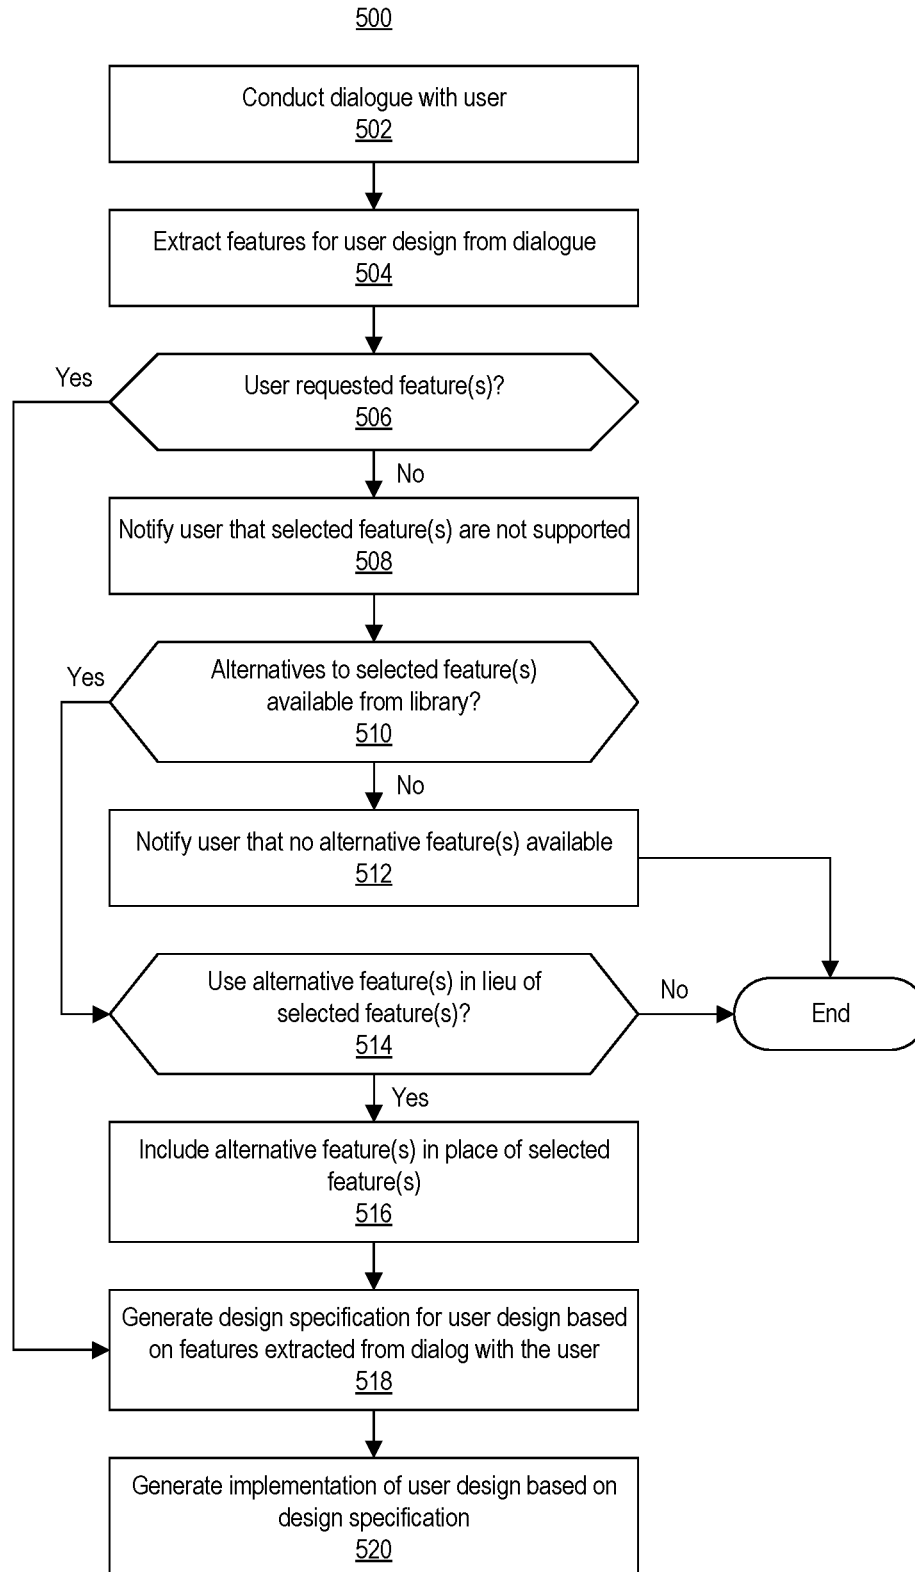 500
Conduct dialogue with user
502
Extract features for user design from dialogue
504
Yes
User requested feature(s)?
506
No
Notify user that selected feature(s) are not supported
508
Yes
Alternatives to selected feature(s)
available from library?
510
No
Notify user that no alternative feature(s) available
512
Use alternative feature(s) in lieu of
selected feature(s)?
514
No
End
Yes
Include alternative feature(s) in place of selected
feature(s)
516
Generate design specification for user design based
on features extracted from dialog with the user
518
Generate implementation of user design based on
design specification
520